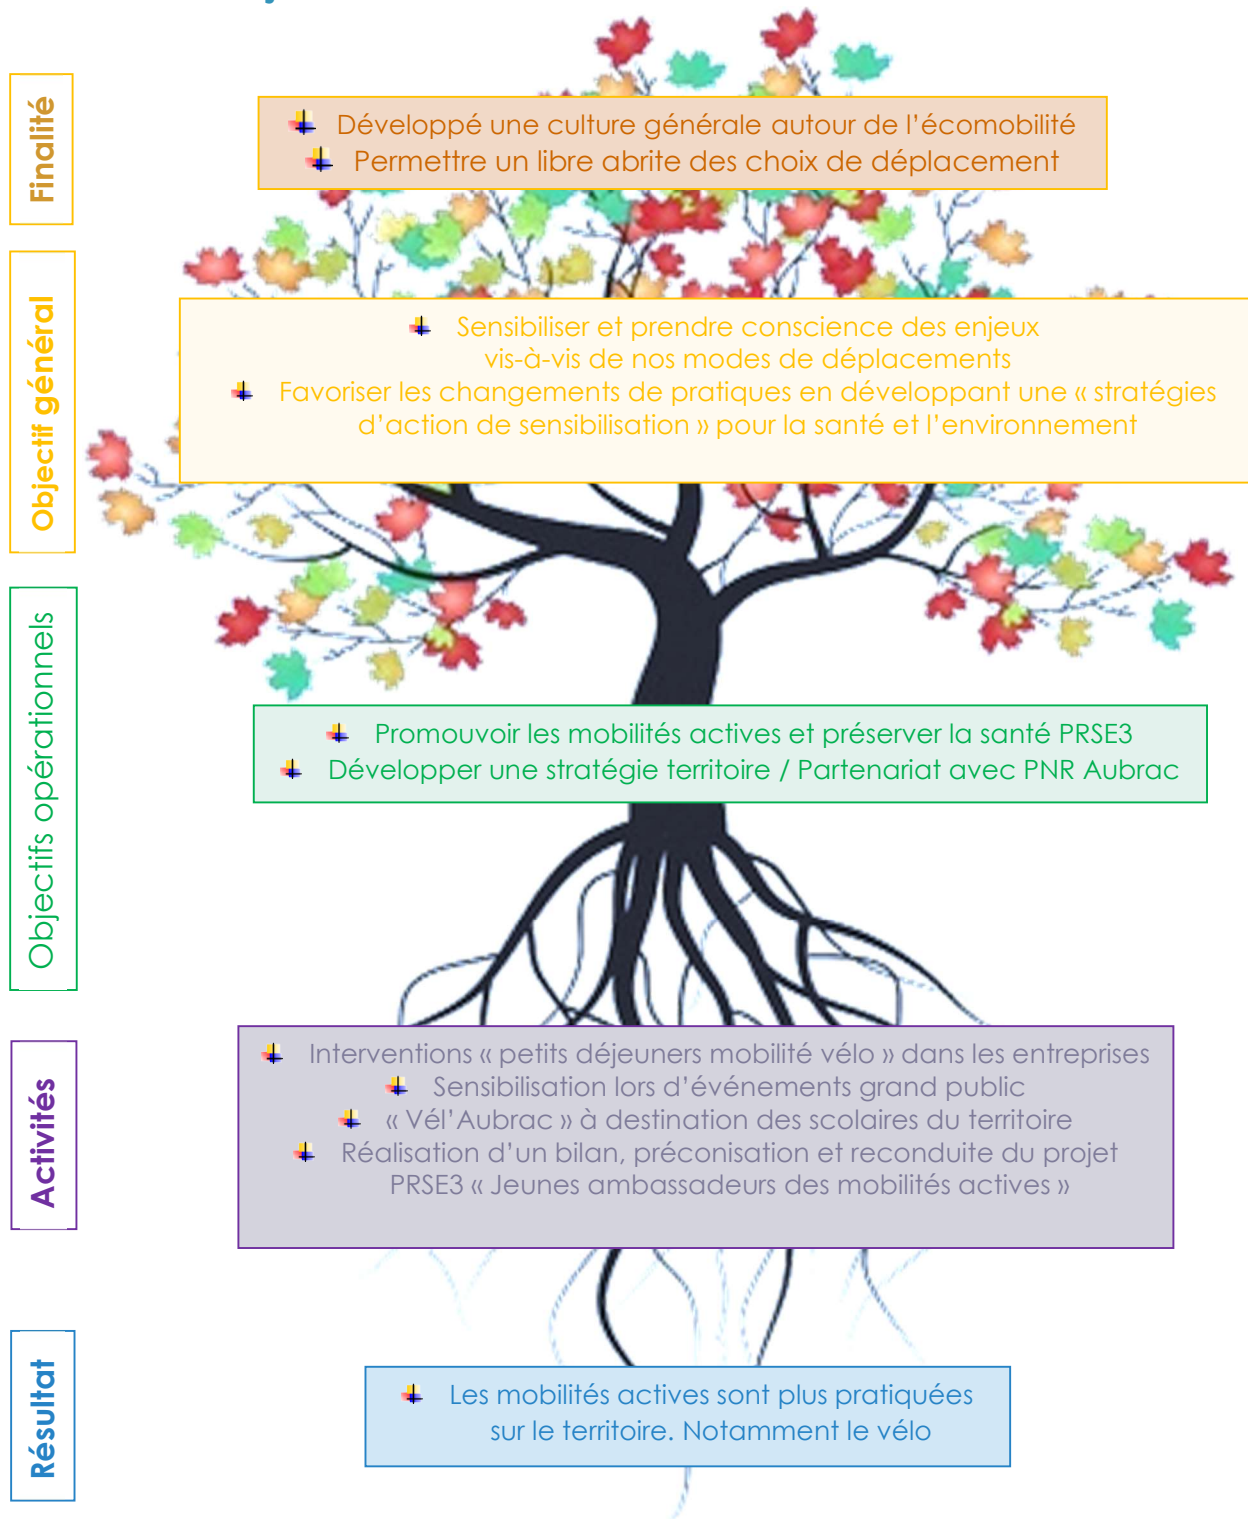 Finalité
Développé une culture générale autour de l'écomobilité
Permettre un libre abrite des choix de déplacement
Objectif général
Sensibiliser et prendre conscience des enjeux
vis-à-vis de nos modes de déplacements
Favoriser les changements de pratiques en développant une « stratégies
d'action de sensibilisation » pour la santé et l'environnement
Objectifs opérationnels
Promouvoir les mobilités actives et préserver la santé PRSE3
Développer une stratégie territoire / Partenariat avec PNR Aubrac
Activités
Interventions « petits déjeuners mobilité vélo » dans les entreprises
Sensibilisation lors d'événements grand public
« Vél'Aubrac » à destination des scolaires du territoire
Réalisation d'un bilan, préconisation et reconduite du projet
PRSE3 « Jeunes ambassadeurs des mobilités actives »
Résultat
Les mobilités actives sont plus pratiquées
sur le territoire. Notamment le vélo